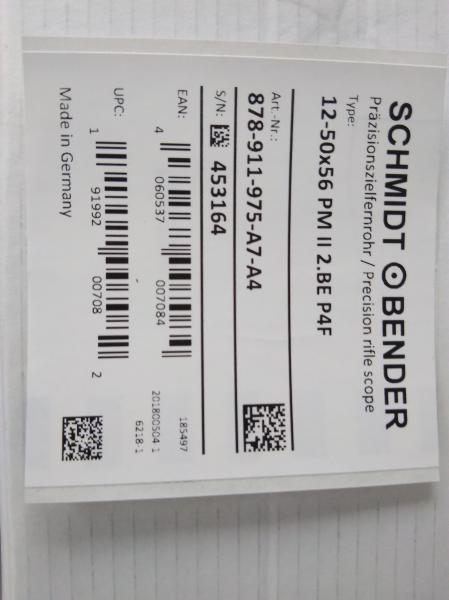 SCHMIDT BENDER
Präzisionszielfernrohr / Precision rifle scope
Type:
12-50x56 PM II 2.BE P4F
Art.-Nr.:
878-911-975-A7-A4
S/N: 453164
EAN: 4 060537 007084
185497
201800504 1
6218-1
UPC: 1 91992 00708 2
Made in Germany